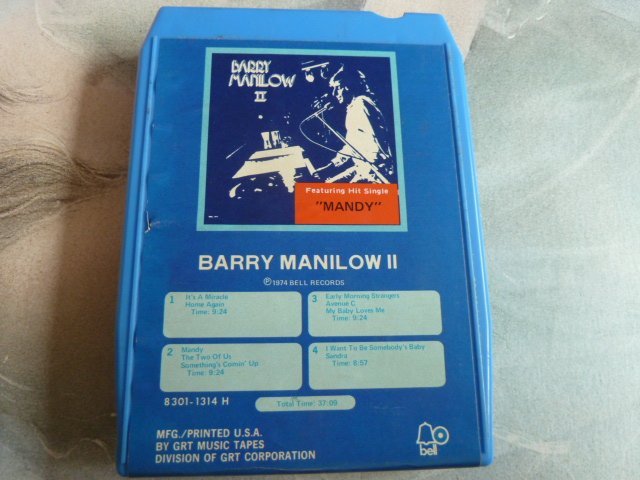 BARRY
MANILOW
II
Featuring Hit Single
"MANDY"
BARRY MANILOW II
℗1974 BELL RECORDS
1 It's A Miracle
Home Again
Time: 9:24
2 Mandy
The Two Of Us
Something's Comin' Up
Time: 9:24
3 Early Morning Strangers
Avenue C
My Baby Loves Me
Time: 9:24
4 I Want To Be Somebody's Baby
Sandra
Time: 8:57
8301-1314 H
Total Time: 37:09
MFG./PRINTED U.S.A.
BY GRT MUSIC TAPES
DIVISION OF GRT CORPORATION
bell